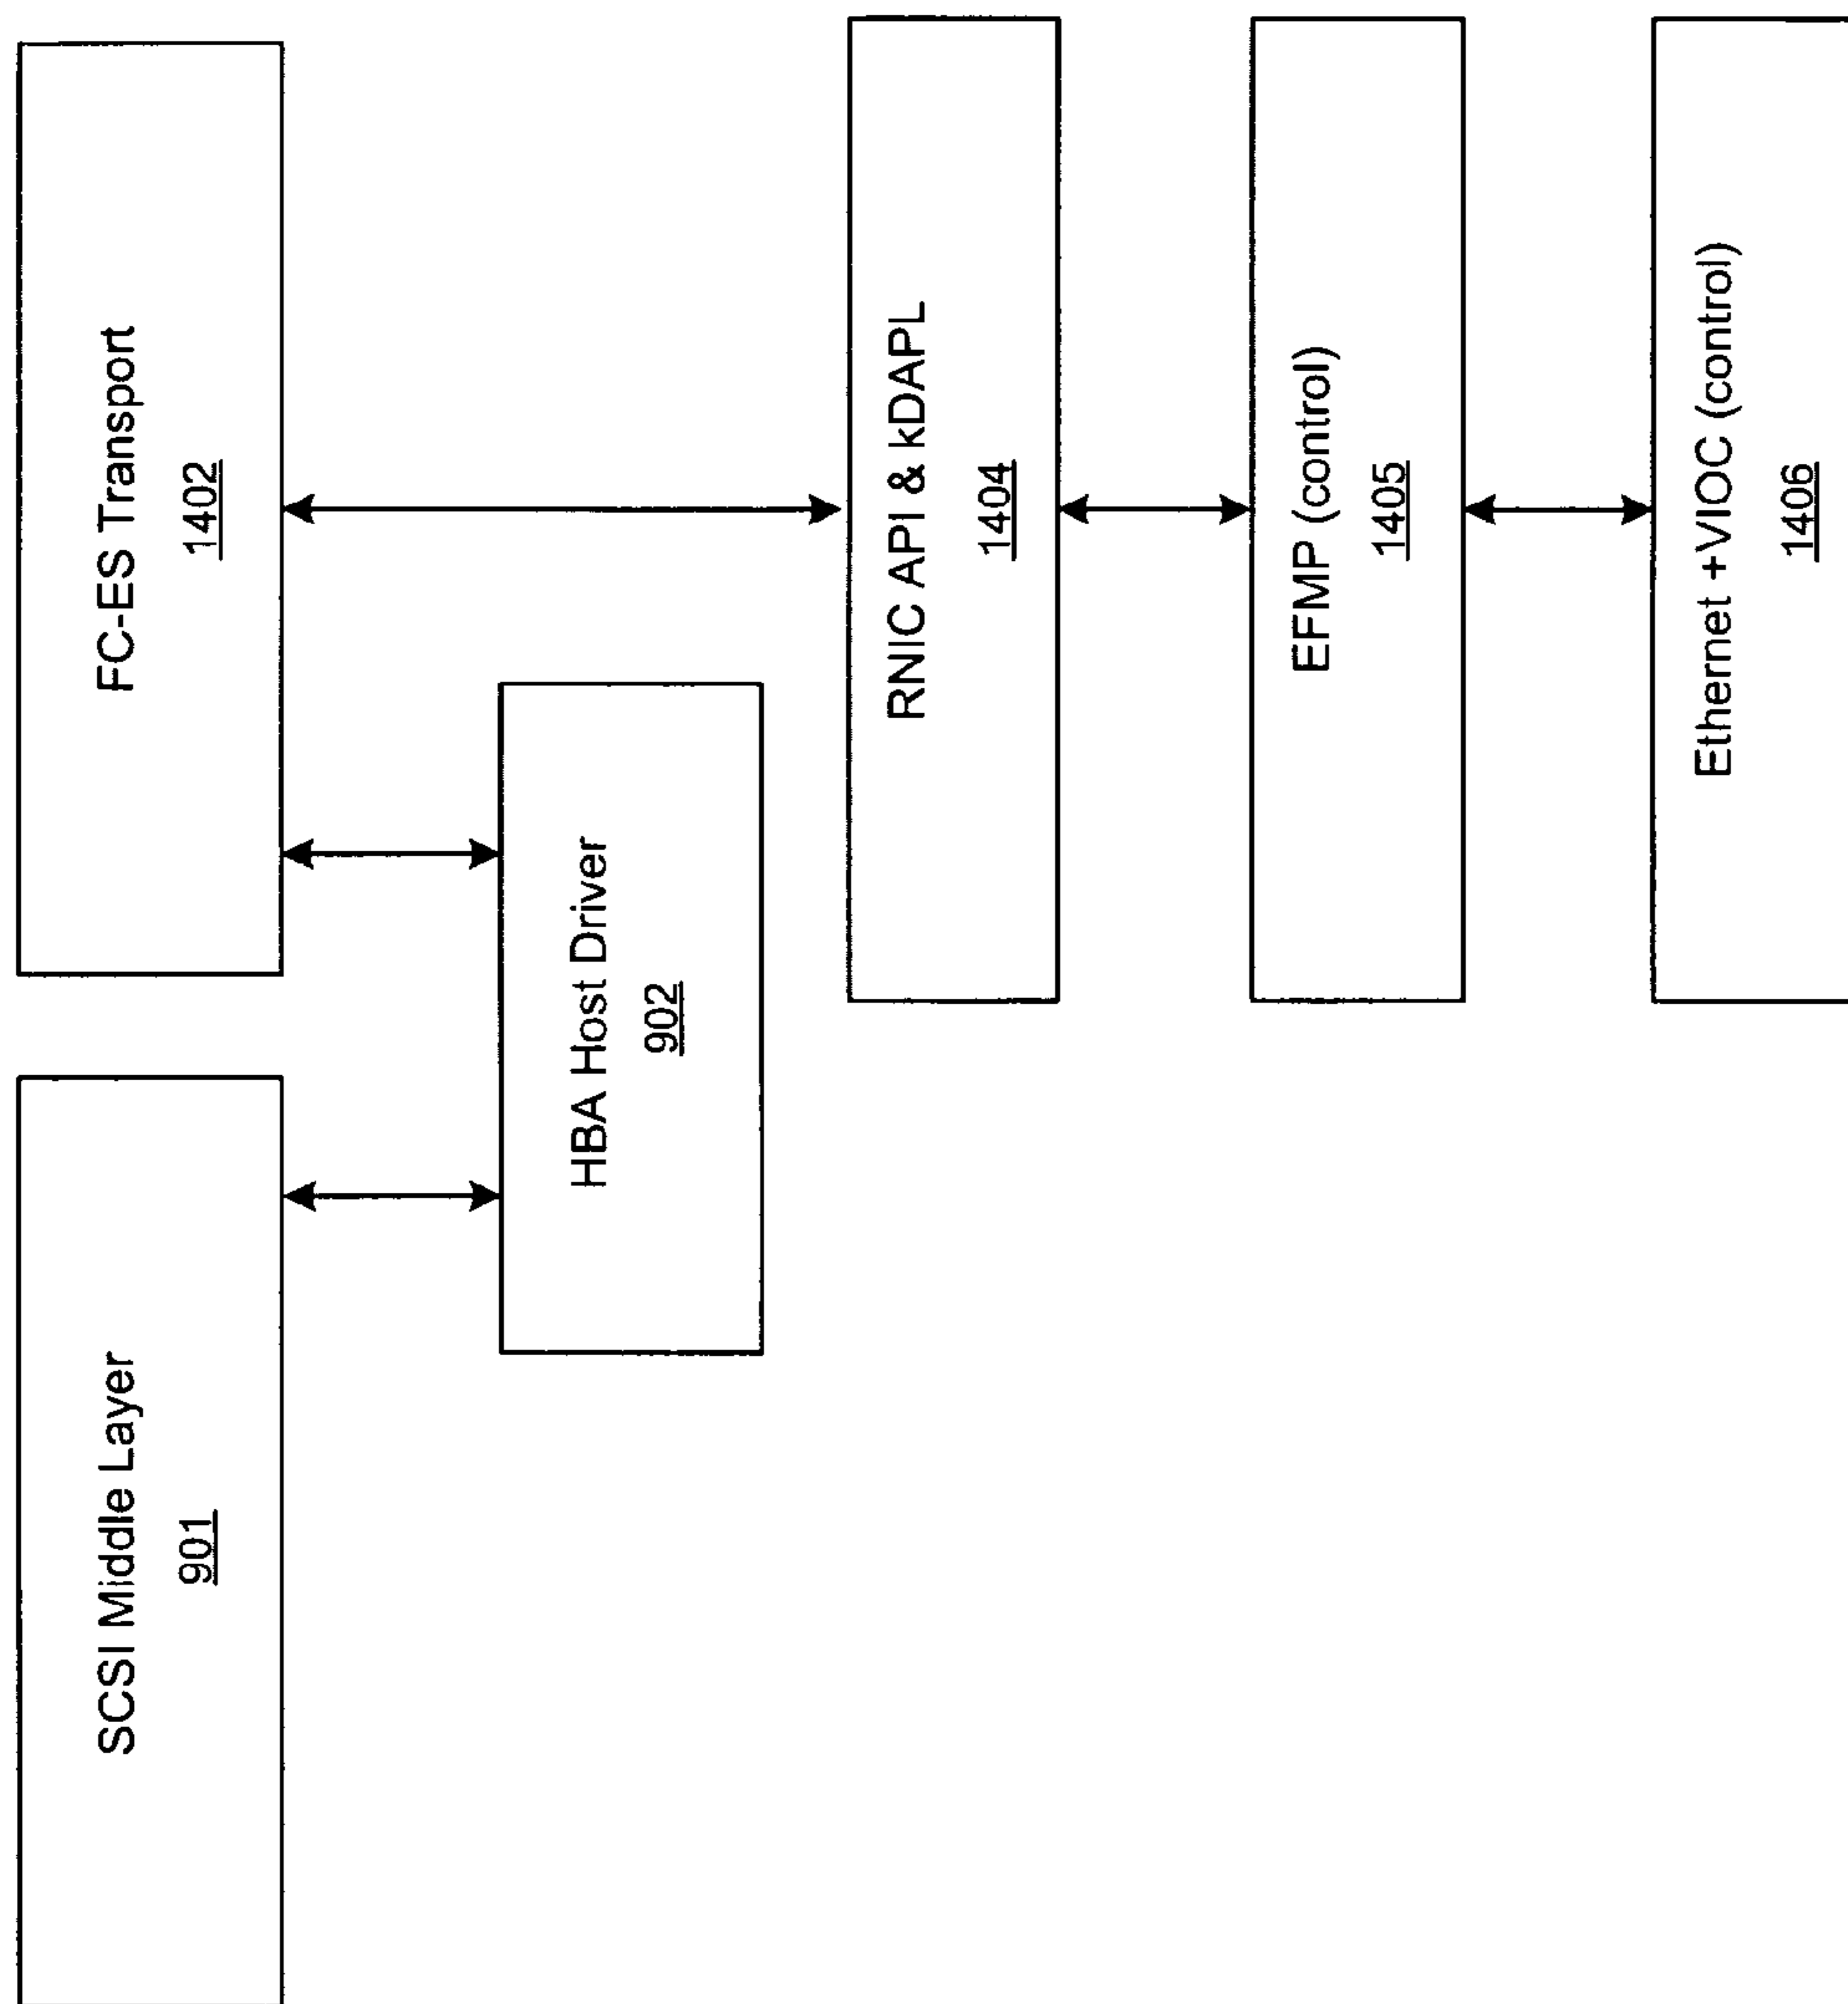 SCSI Middle Layer
901
FC-ES Transport
1402
HBA Host Driver
902
RNIC API & kDAPL
1404
EFMP (control)
1405
Ethernet +VIOC (control)
1406